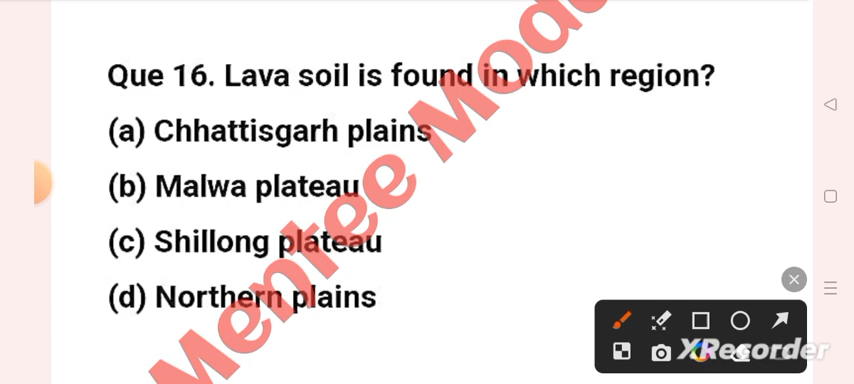 Que 16. Lava soil is found in which region?
(a) Chhattisgarh plains
(b) Malwa plateau
(c) Shillong plateau
(d) Northern plains
Mentee
XRecorder